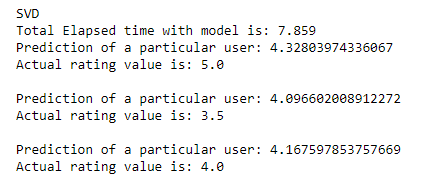 SVD
Total Elapsed time with model is: 7.859
Prediction of a particular user: 4.32803974336067
Actual rating value is: 5.0
Prediction of a particular user: 4.096602008912272
Actual rating value is: 3.5
Prediction of a particular user: 4.167597853757669
Actual rating value is: 4.0